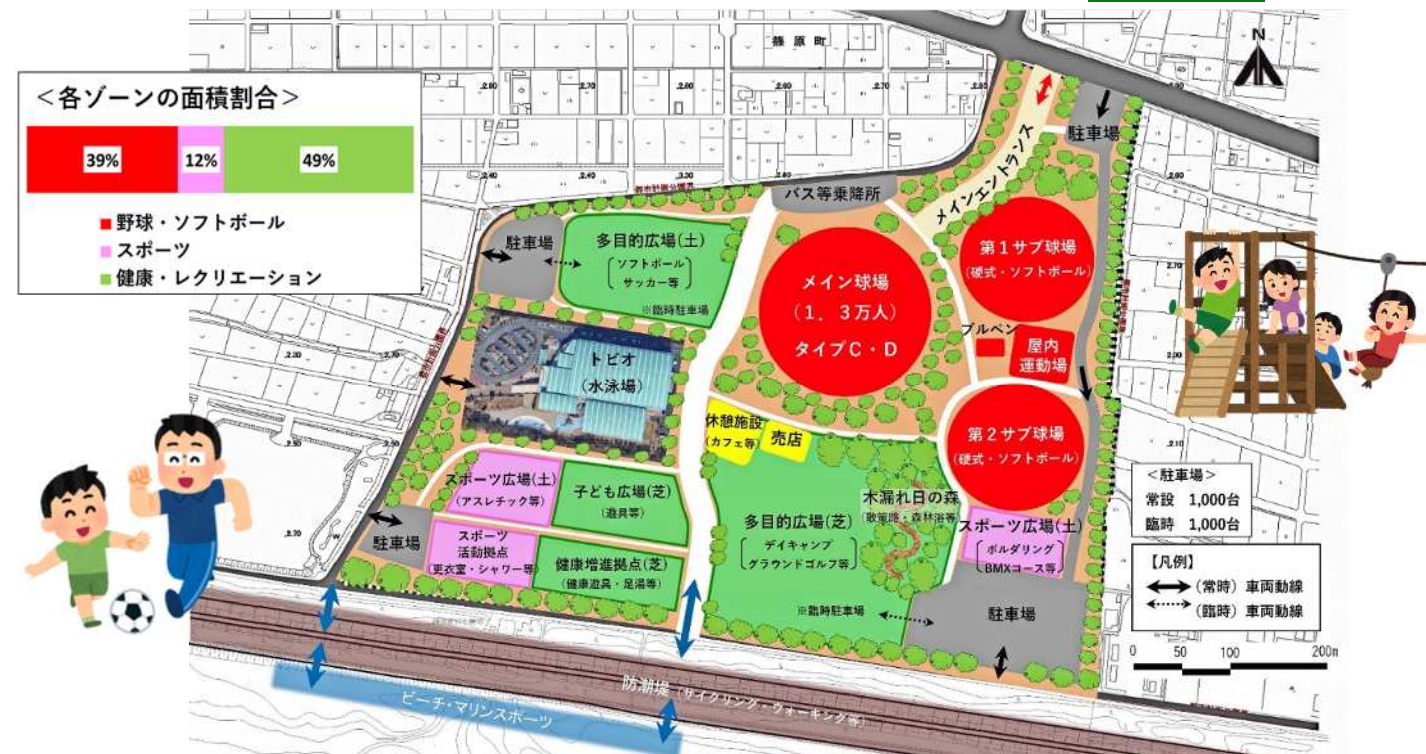 <各ゾーンの面積割合>
39%
12%
49%
■野球・ソフトボール
■スポーツ
■健康・レクリエーション
篠原町
N
駐車場
メインエントランス
バス等乗降所
駐車場
多目的広場(土)
ソフトボール
サッカー等
※臨時駐車場
メイン球場
(1.3万人)
タイプC・D
第1サブ球場
(硬式・ソフトボール)
ブルペン
屋内
運動場
トビオ
(水泳場)
休憩施設
(カフェ等)
売店
第2サブ球場
(硬式・ソフトボール)
スポーツ広場(土)
(アスレチック等)
子ども広場(芝)
(遊具等)
木漏れ日の森
(散策路・森林浴等)
多目的広場(芝)
デイキャンプ
グラウンドゴルフ等
スポーツ広場(土)
ボルダリング
BMXコース等
駐車場
スポーツ
活動拠点
(更衣室・シャワー等)
健康増進拠点(芝)
(健康遊具・足湯等)
※臨時駐車場
駐車場
<駐車場>
常設 1,000台
臨時 1,000台
【凡例】
(常時)車両動線
(臨時)車両動線
0 50 100 200m
防潮堤(サイクリング・ウォーキング等)
ビーチ・マリンスポーツ